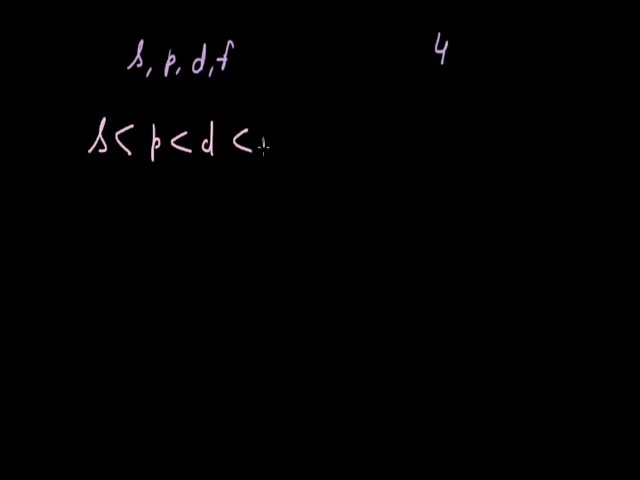 s, p, d, f 4
s < p < d <